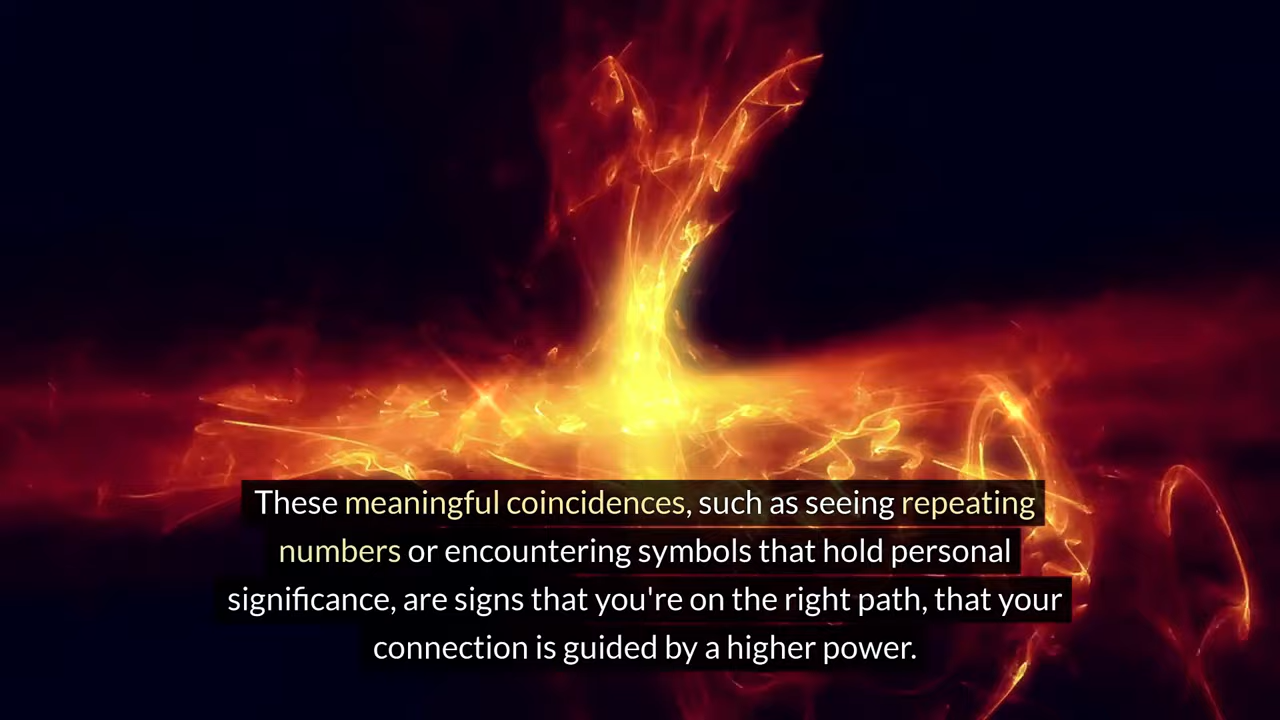 These meaningful coincidences, such as seeing repeating
numbers or encountering symbols that hold personal
significance, are signs that you're on the right path, that your
connection is guided by a higher power.